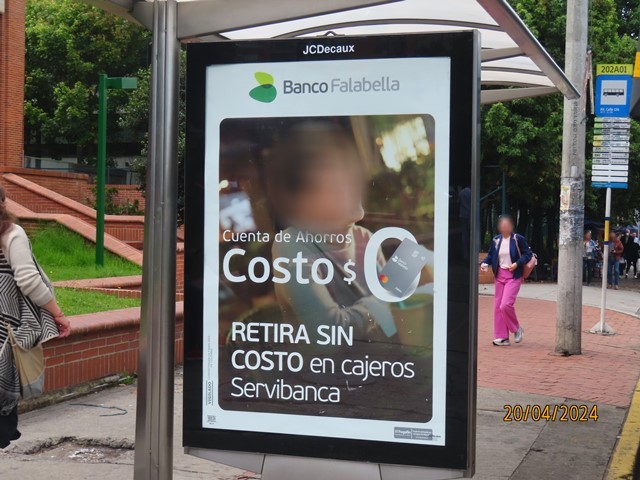 JCDecaux
Banco Falabella
Cuenta de Ahorros
Costo $0
RETIRA SIN
COSTO en cajeros
Servibanca
202A01
20/04/2024